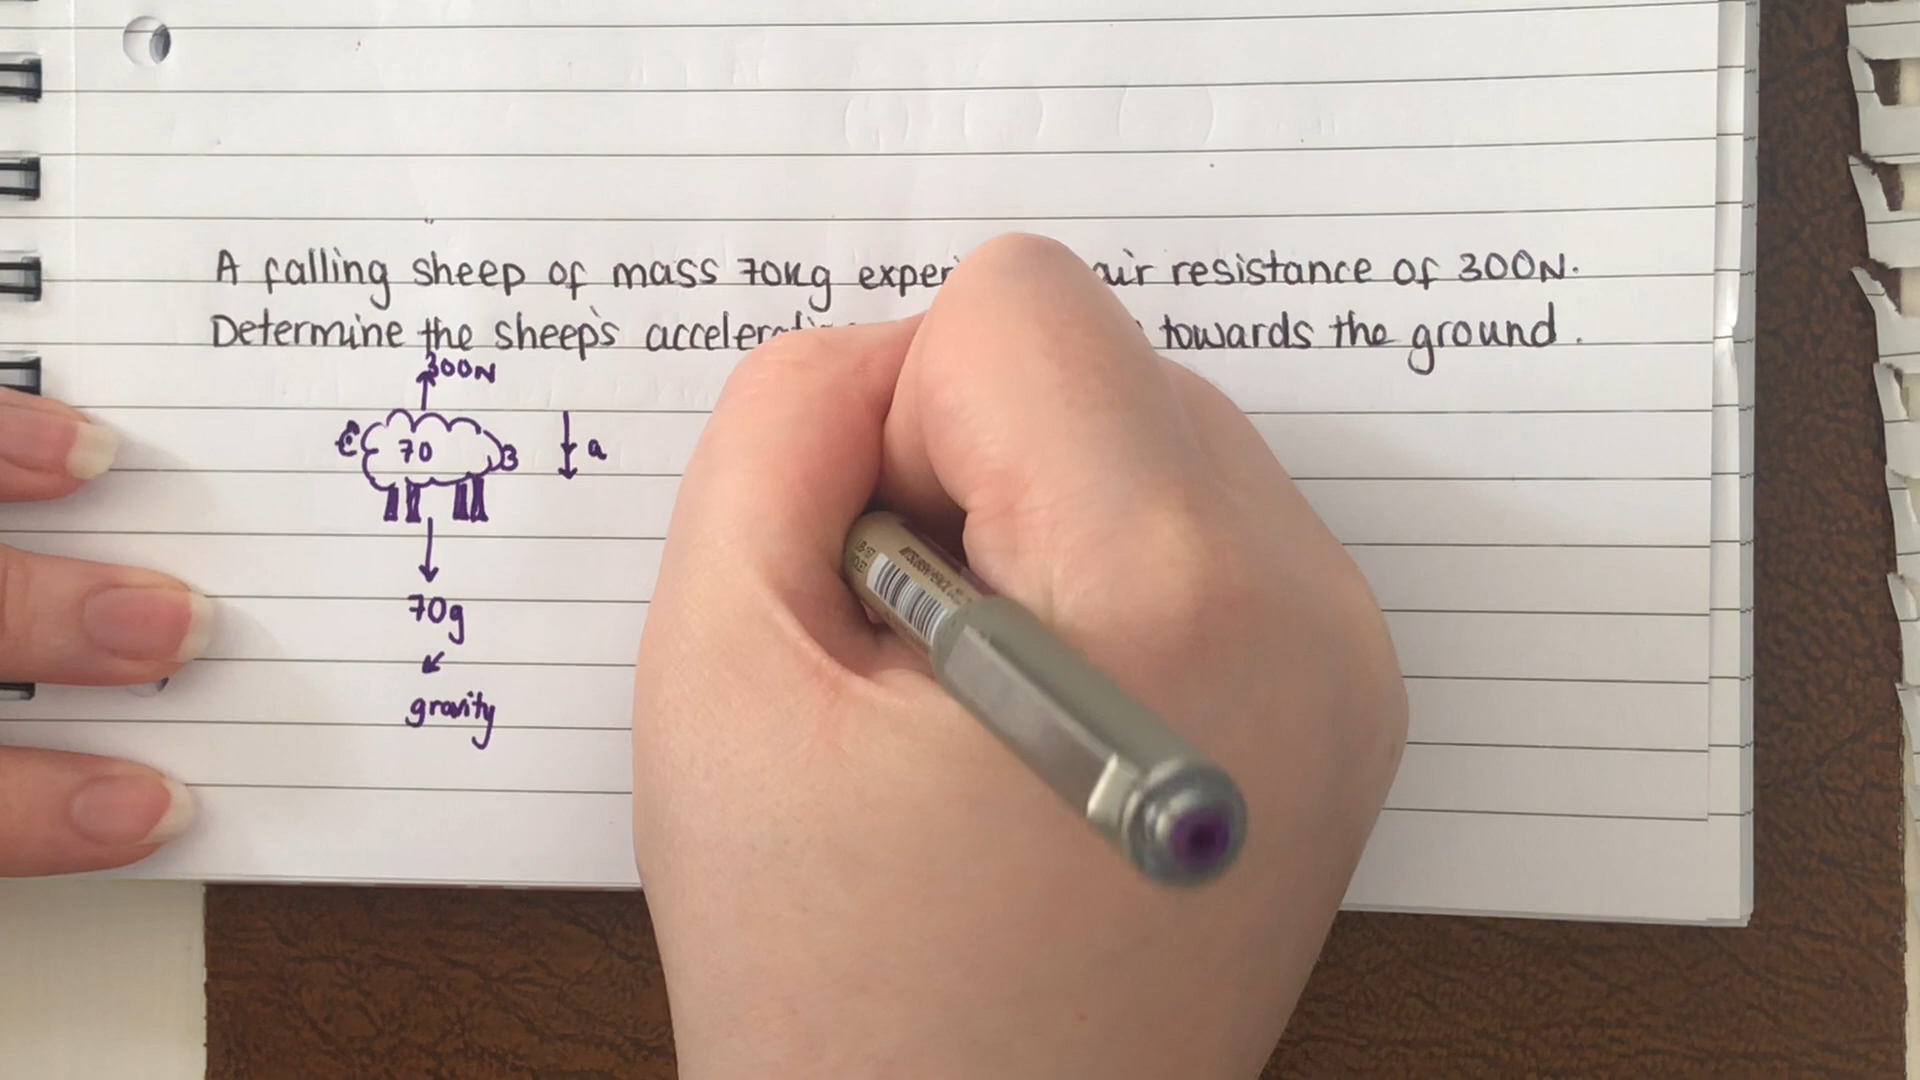 A falling sheep of mass 70kg air resistance of 300N.
Determine the sheep's towards the ground.
300N
70
a
70g
gravity